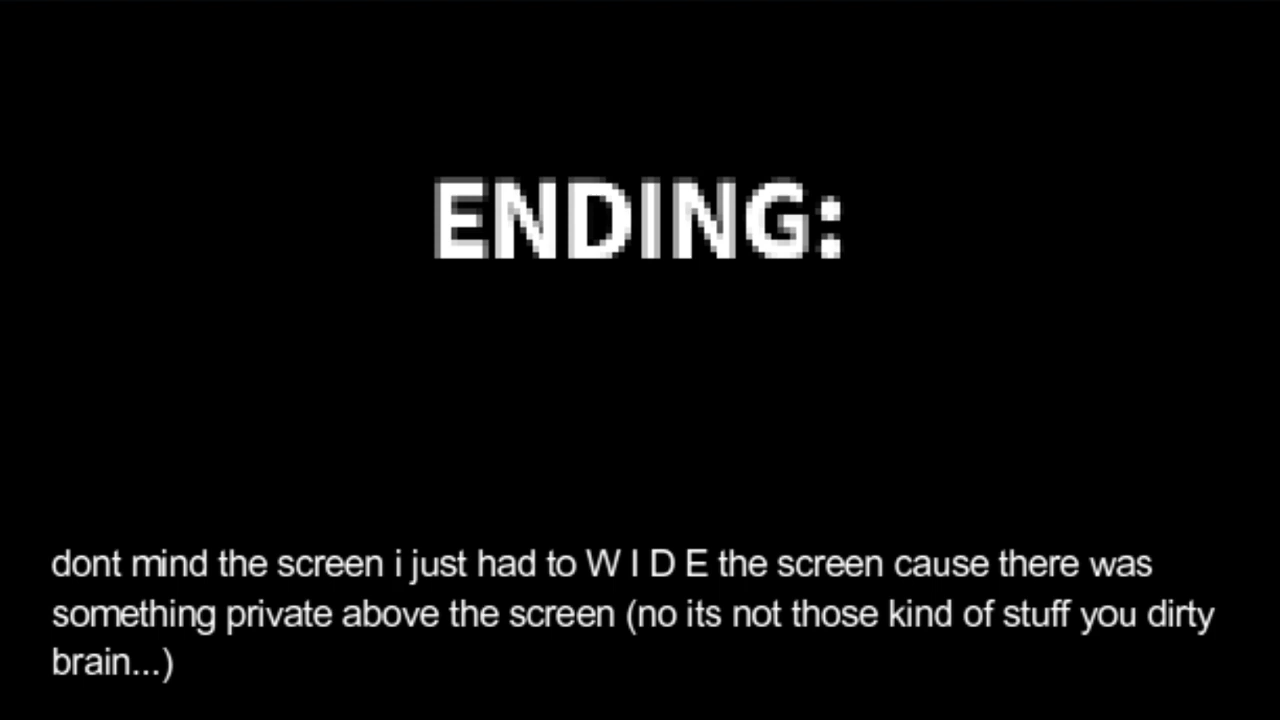 ENDING:
dont mind the screen i just had to W I D E the screen cause there was
something private above the screen (no its not those kind of stuff you dirty
brain...)